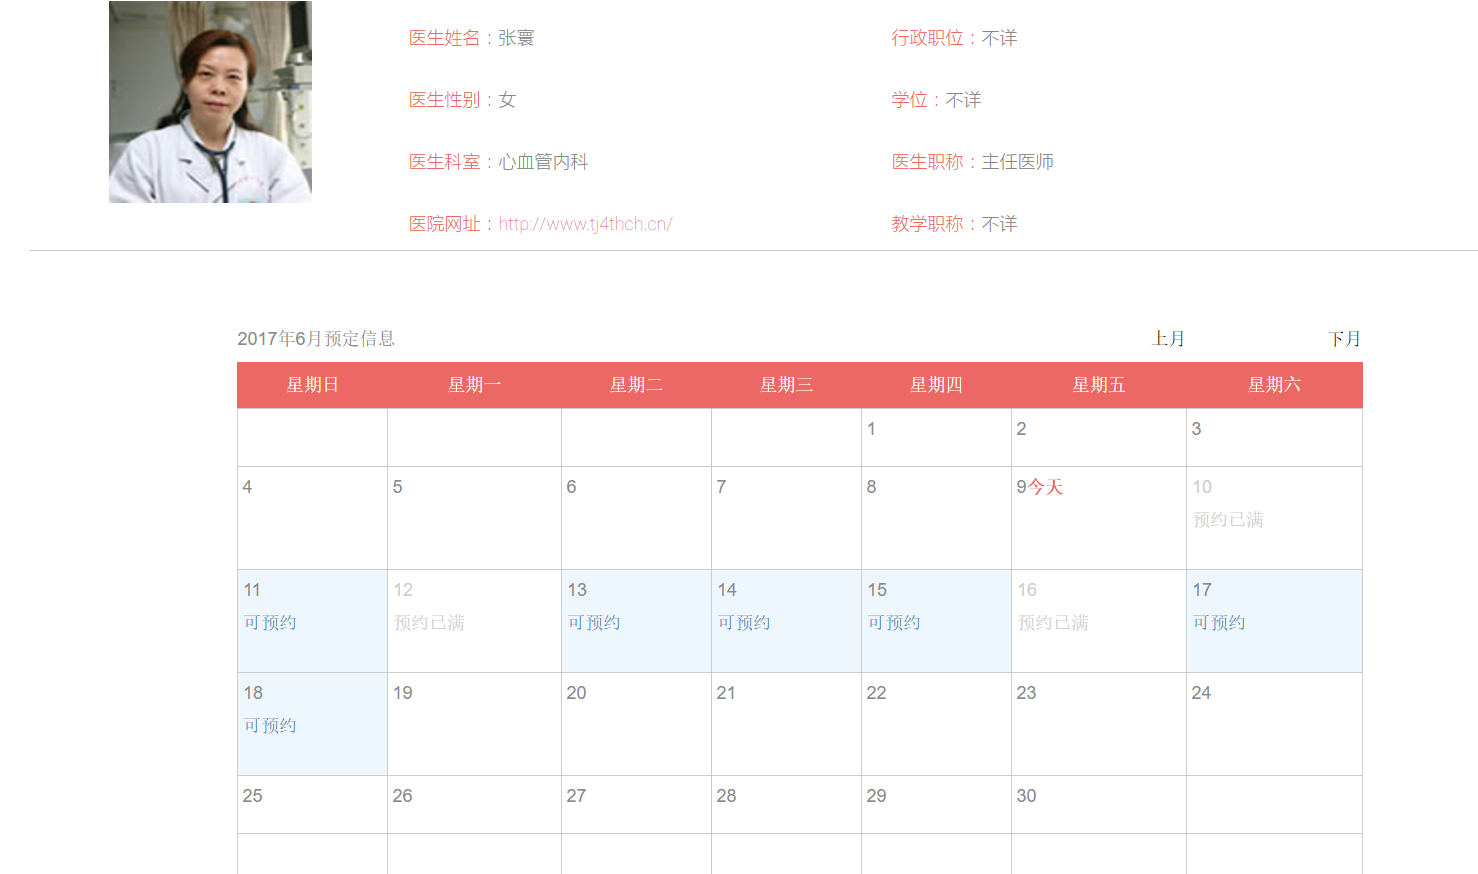 医生姓名：张寰
行政职位：不详
医生性别：女
学位：不详
医生科室：心血管内科
医生职称：主任医师
医院网址：http://www.tj4thch.cn/
教学职称：不详
2017年6月预定信息
上月
下月
星期日 星期一 星期二 星期三 星期四 星期五 星期六
1 2 3
4 5 6 7 8 9今天 10
预约已满
11 12 13 14 15 16 17
可预约 预约已满 可预约 可预约 可预约 预约已满 可预约
18 19 20 21 22 23 24
可预约
25 26 27 28 29 30